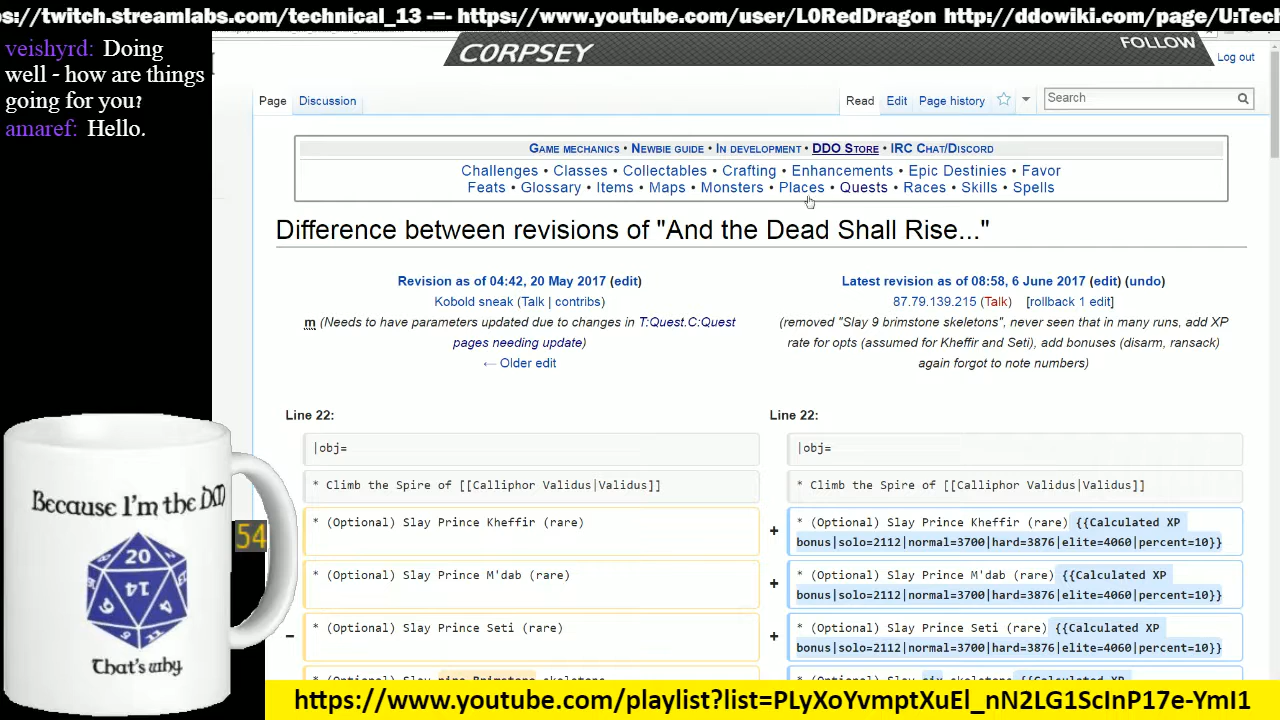 ps://twitch.streamlabs.com/technical_13 -=- https://www.youtube.com/user/L0RedDragon http://ddowiki.com/page/U:Tech
veishyrd: Doing
well - how are things
going for you?
amaref: Hello.
CORPSEY
FOLLOW
Log out
Page Discussion
Read Edit Page history
Search
Game mechanics • Newbie guide • In development • DDO Store • IRC Chat/Discord
Challenges • Classes • Collectables • Crafting • Enhancements • Epic Destinies • Favor
Feats • Glossary • Items • Maps • Monsters • Places • Quests • Races • Skills • Spells
Difference between revisions of "And the Dead Shall Rise..."
Revision as of 04:42, 20 May 2017 (edit)
Kobold sneak (Talk | contribs)
m (Needs to have parameters updated due to changes in T:Quest.C:Quest
pages needing update)
← Older edit
Latest revision as of 08:58, 6 June 2017 (edit) (undo)
87.79.139.215 (Talk) [rollback 1 edit]
(removed "Slay 9 brimstone skeletons", never seen that in many runs, add XP
rate for opts (assumed for Kheffir and Seti), add bonuses (disarm, ransack)
again forgot to note numbers)
Line 22:
Line 22:
|obj=
|obj=
* Climb the Spire of [[Calliphor Validus|Validus]]
* Climb the Spire of [[Calliphor Validus|Validus]]
* (Optional) Slay Prince Kheffir (rare)
+ * (Optional) Slay Prince Kheffir (rare) {{Calculated XP
bonus|solo=2112|normal=3700|hard=3876|elite=4060|percent=10}}
* (Optional) Slay Prince M'dab (rare)
+ * (Optional) Slay Prince M'dab (rare) {{Calculated XP
bonus|solo=2112|normal=3700|hard=3876|elite=4060|percent=10}}
− * (Optional) Slay Prince Seti (rare)
+ * (Optional) Slay Prince Seti (rare) {{Calculated XP
bonus|solo=2112|normal=3700|hard=3876|elite=4060|percent=10}}
Because I'm the DM
20
14
That's why.
54
https://www.youtube.com/playlist?list=PLyXoYvmptXuEl_nN2LG1ScInP17e-YmI1